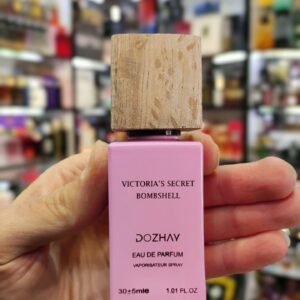 VICTORIA'S SECRET
BOMBSHELL
DOZHAY
EAU DE PARFUM
VAPORISATEUR SPRAY
30±5mle 1.01 FL OZ